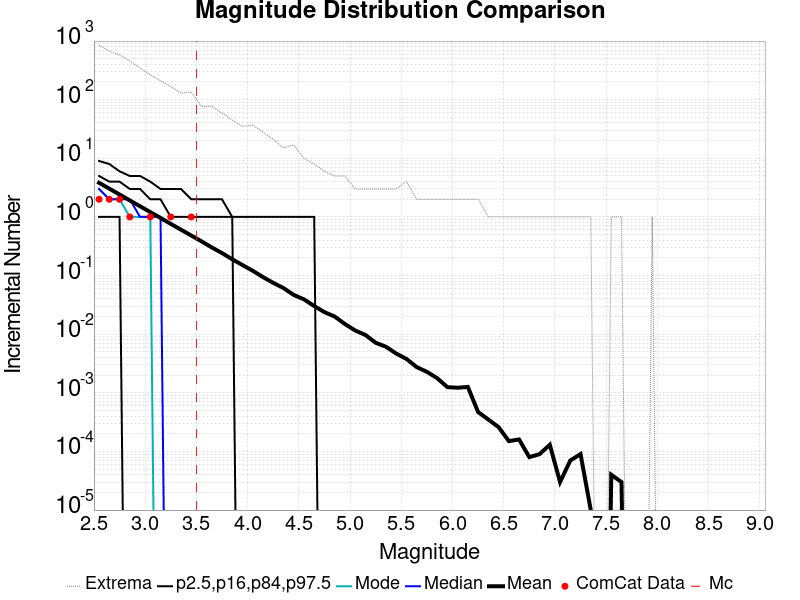 Magnitude Distribution Comparison
10^3
10^2
10^1
10^0
10^-1
10^-2
10^-3
10^-4
10^-5
Incremental Number
2.5 3.0 3.5 4.0 4.5 5.0 5.5 6.0 6.5 7.0 7.5 8.0 8.5 9.0
Magnitude
Extrema p2.5,p16,p84,p97.5 Mode Median Mean ComCat Data Mc